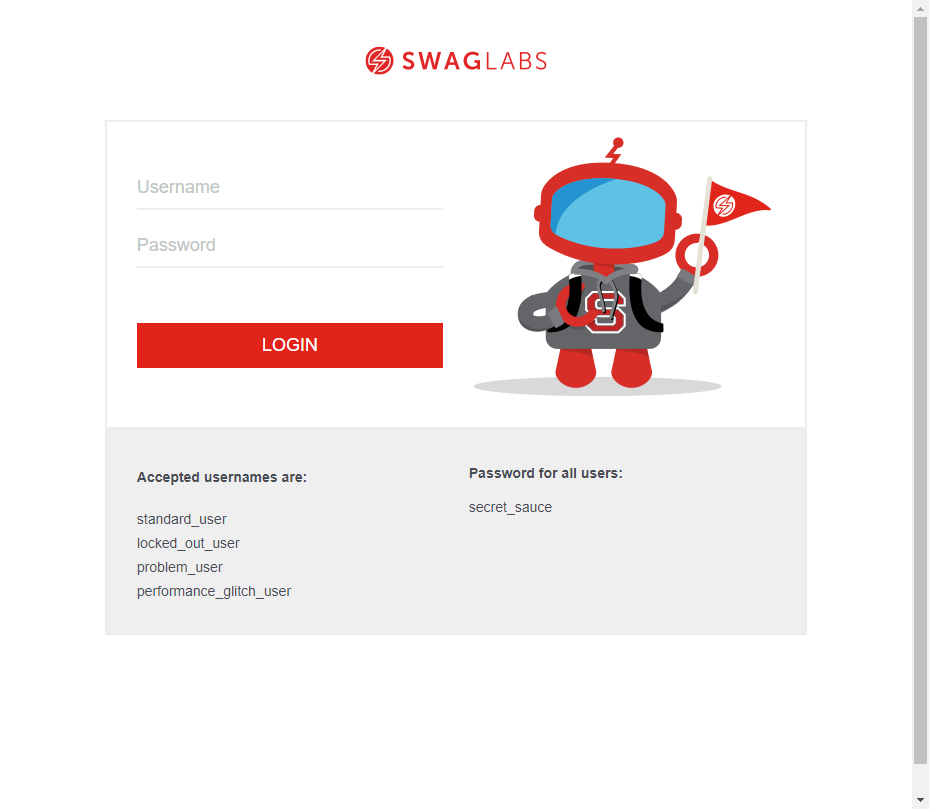 SWAGLABS
Username
Password
LOGIN
S
Accepted usernames are:
standard_user
locked_out_user
problem_user
performance_glitch_user
Password for all users:
secret_sauce